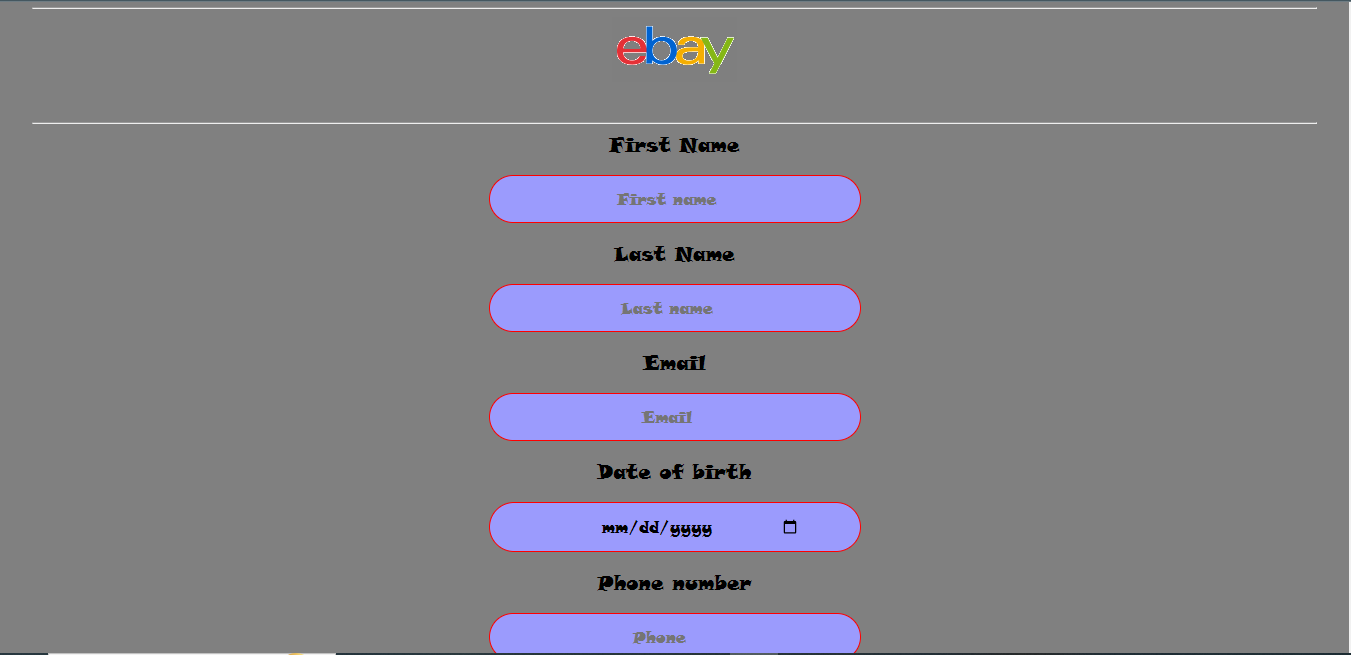 ebay
First Name
First name
Last Name
Last name
Email
Email
Date of birth
mm/dd/yyyy
Phone number
Phone